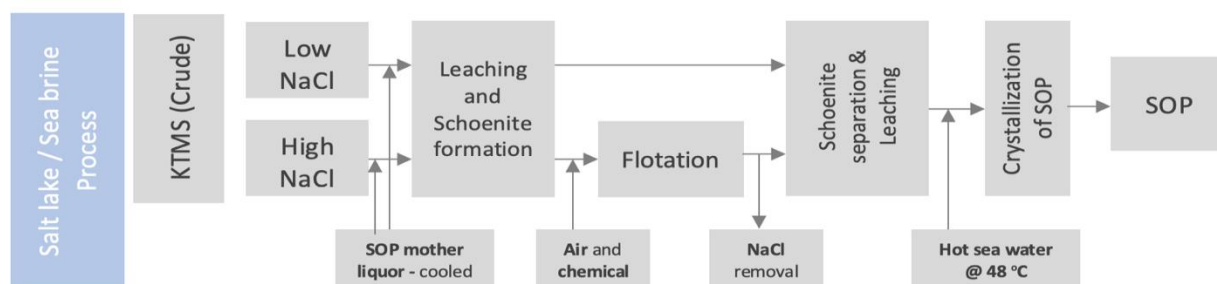 Salt lake / Sea brine
Process
KTMS (Crude)
Low
NaCl
High
NaCl
Leaching
and
Schoenite
formation
Flotation
Schoenite
separation &
Leaching
Crystallization
of SOP
SOP
SOP mother
liquor - cooled
Air and
chemical
NaCl
removal
Hot sea water
@ 48 °C